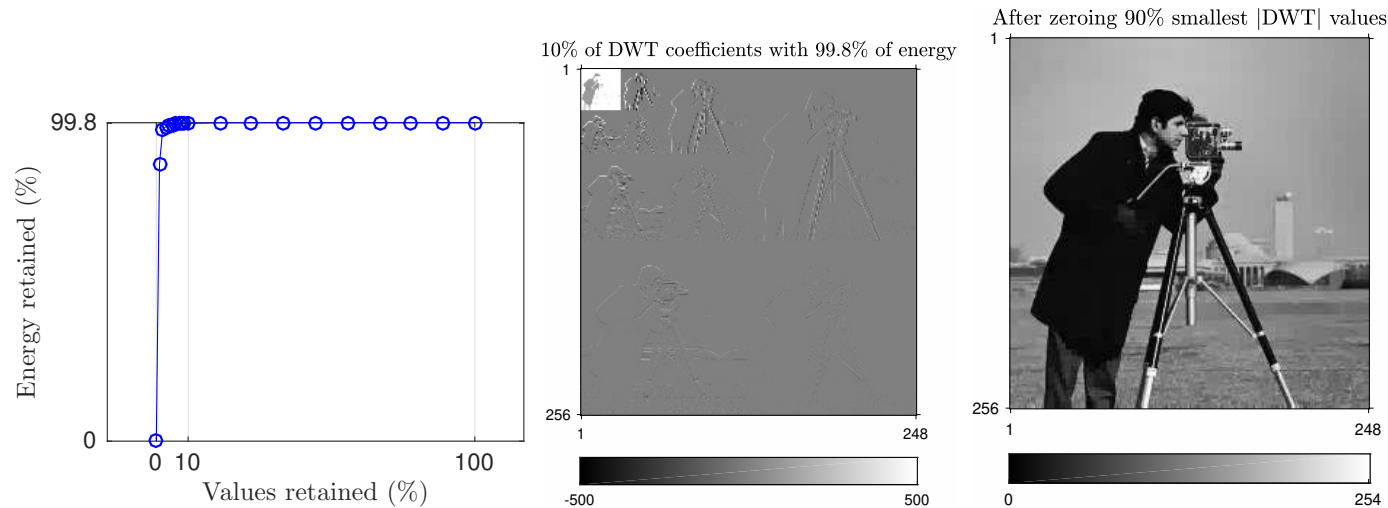 99.8
0
Energy retained (%)
0 10 100
Values retained (%)
10% of DWT coefficients with 99.8% of energy
1
256
1 248
-500 500
After zeroing 90% smallest |DWT| values
1
256
1 248
0 254